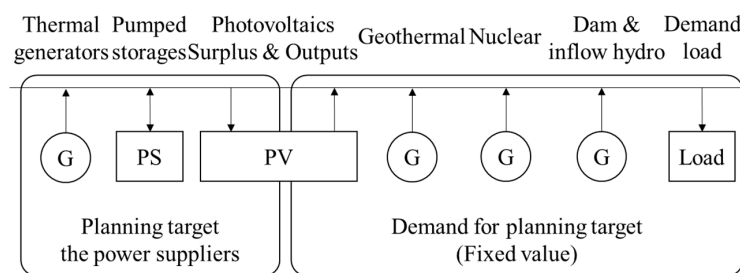 Thermal
generators
Pumped
storages
Photovoltaics
Surplus & Outputs
Geothermal
Nuclear
Dam &
inflow hydro
Demand
load
G
PS
PV
G
G
G
Load
Planning target
the power suppliers
Demand for planning target
(Fixed value)